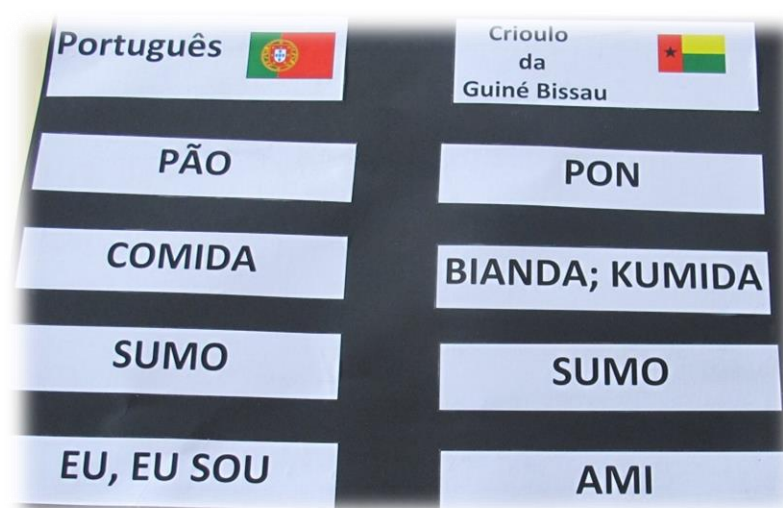 Português
Crioulo
da
Guiné Bissau
PÃO
PON
COMIDA
BIANDA; KUMIDA
SUMO
SUMO
EU, EU SOU
AMI